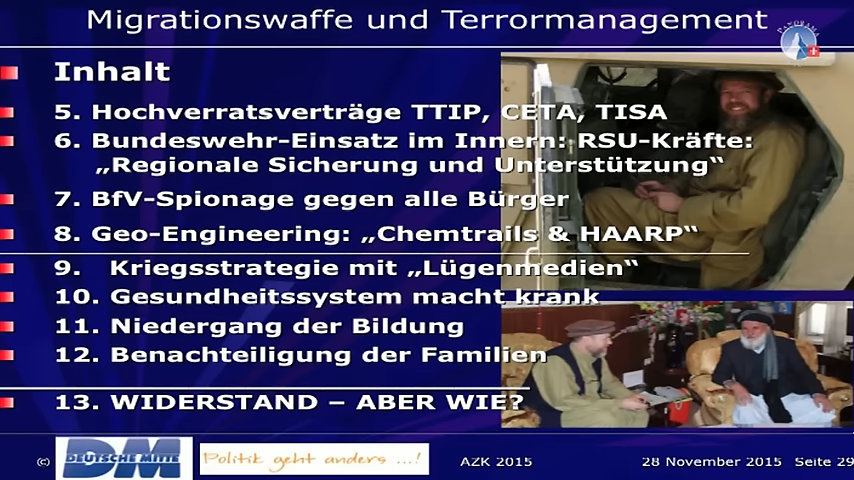 Migrationswaffe und Terrormanagement
PANORAMA
Inhalt
5. Hochverratsverträge TTIP, CETA, TISA
6. Bundeswehr-Einsatz im Innern: RSU-Kräfte:
„Regionale Sicherung und Unterstützung“
7. BfV-Spionage gegen alle Bürger
8. Geo-Engineering: „Chemtrails & HAARP“
9. Kriegsstrategie mit „Lügenmedien“
10. Gesundheitssystem macht krank
11. Niedergang der Bildung
12. Benachteiligung der Familien
13. WIDERSTAND – ABER WIE?
(c) DM DEUTSCHE MITTE Politik geht anders ...! AZK 2015 28 November 2015 Seite 29